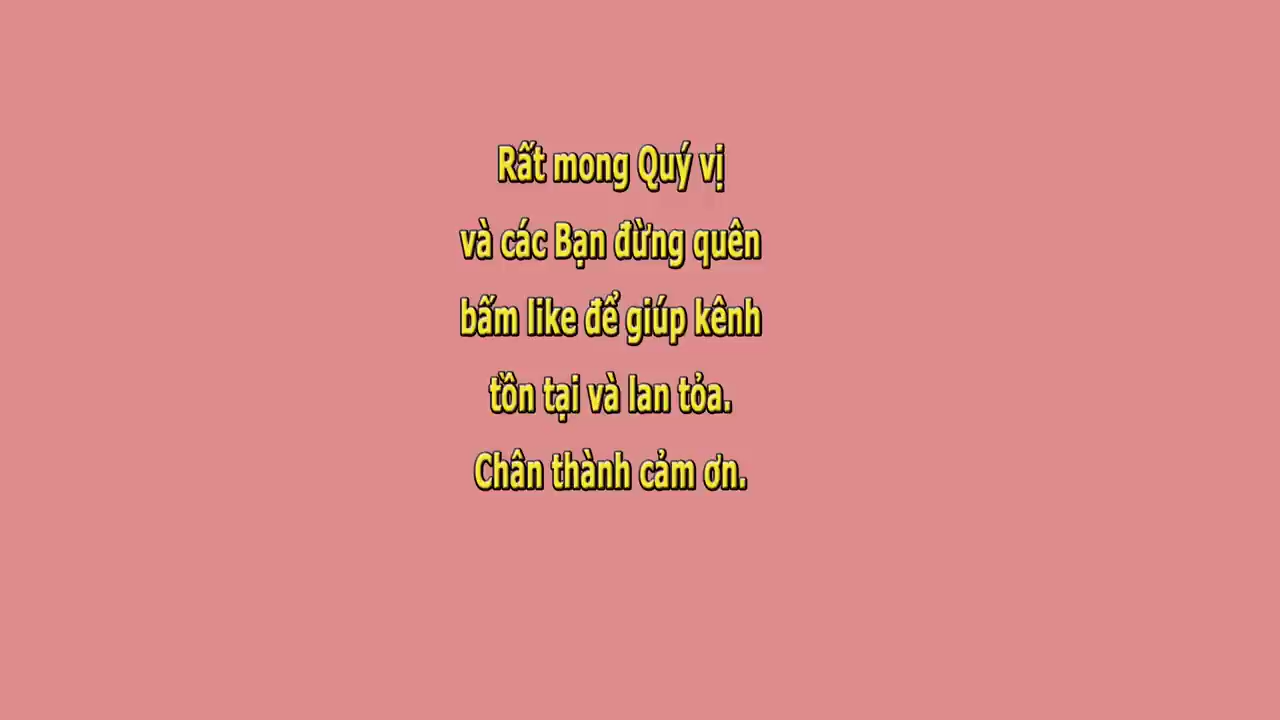 Rất mong Quý vị
và các Bạn đừng quên
bấm like để giúp kênh
tồn tại và lan tỏa.
Chân thành cảm ơn.